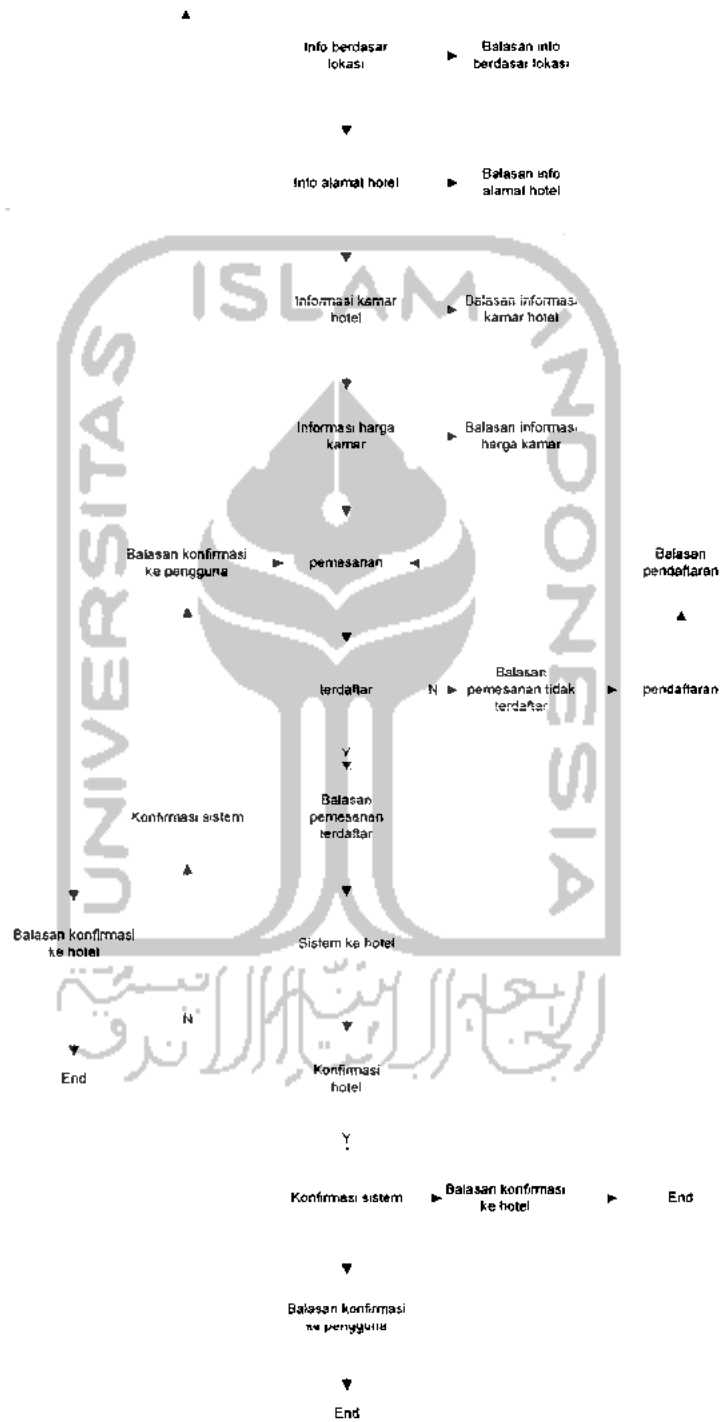 Info berdasar
lokasi
Balasan info
berdasar lokasi
Info alamat hotel
Balasan info
alamat hotel
ISLAM
Informasi kamar
hotel
Balasan informasi
kamar hotel
UNIVERSITAS
INDONESIA
Informasi harga
kamar
Balasan informasi
harga kamar
Balasan konfirmasi
ke pengguna
pemesanan
Balasan
pendaftaran
terdaftar
N
Balasan
pemesanan tidak
terdaftar
pendaftaran
Y
Konfirmasi sistem
Balasan
pemesanan
terdaftar
Balasan konfirmasi
ke hotel
Sistem ke hotel
N
End
Konfirmasi
hotel
Y
Konfirmasi sistem
Balasan konfirmasi
ke hotel
End
Balasan konfirmasi
ke pengguna
End